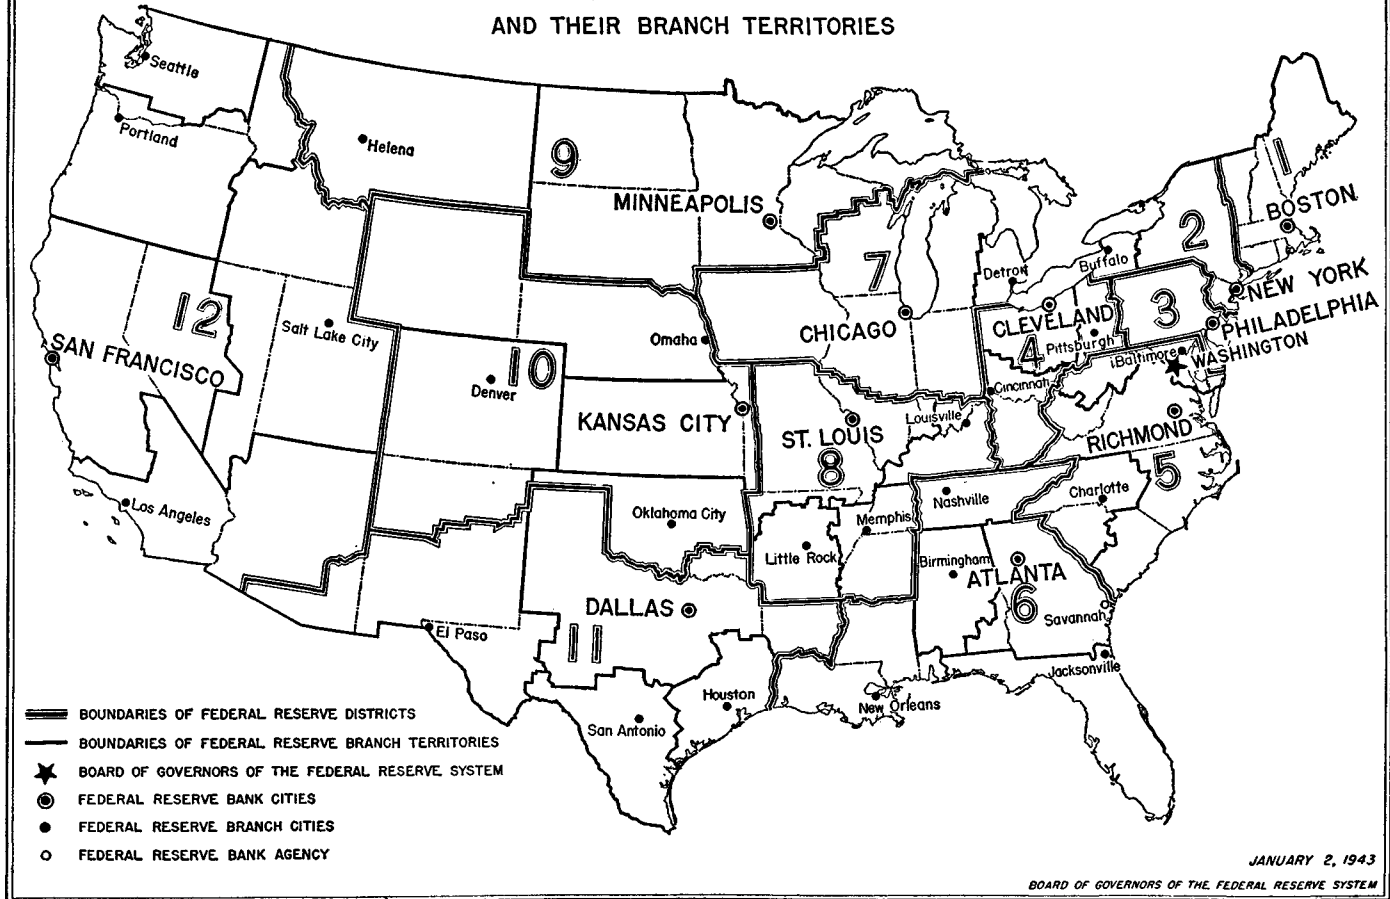 AND THEIR BRANCH TERRITORIES
Seattle
Portland
Helena
9
MINNEAPOLIS
1
BOSTON
2
Buffalo
Detroit
7
NEW YORK
3
PHILADELPHIA
12
Salt Lake City
SAN FRANCISCO
Omaha
CHICAGO
CLEVELAND
4
Pittsburgh
Baltimore
WASHINGTON
10
Denver
Cincinnati
KANSAS CITY
ST. LOUIS
8
Louisville
RICHMOND
5
Los Angeles
Oklahoma City
Nashville
Charlotte
Memphis
Little Rock
Birmingham
ATLANTA
6
Savannah
DALLAS
11
El Paso
Jacksonville
Houston
San Antonio
New Orleans
BOUNDARIES OF FEDERAL RESERVE DISTRICTS
BOUNDARIES OF FEDERAL RESERVE BRANCH TERRITORIES
BOARD OF GOVERNORS OF THE FEDERAL RESERVE SYSTEM
FEDERAL RESERVE BANK CITIES
FEDERAL RESERVE BRANCH CITIES
FEDERAL RESERVE BANK AGENCY
JANUARY 2, 1943
BOARD OF GOVERNORS OF THE FEDERAL RESERVE SYSTEM